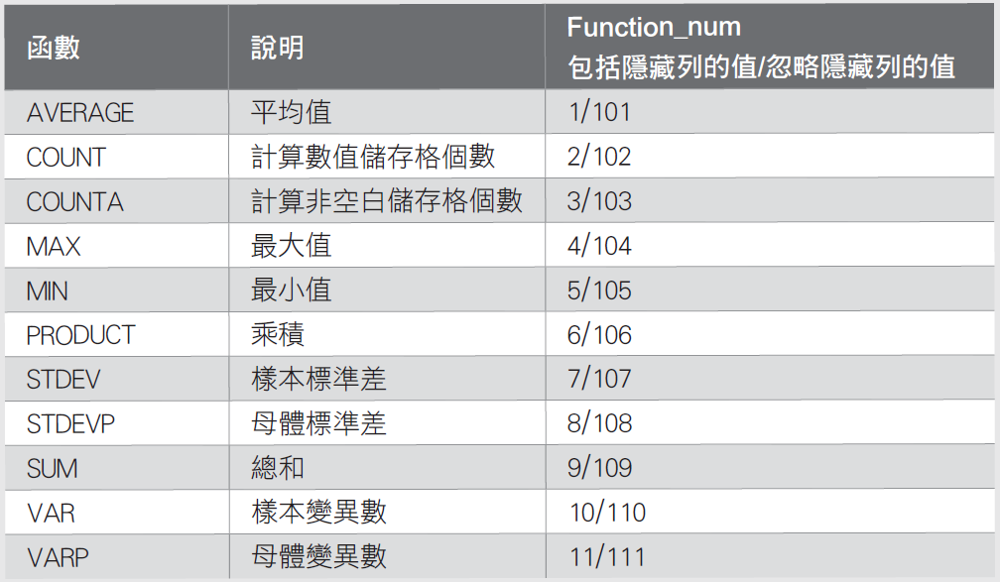 函數 說明 Function_num
包括隱藏列的值/忽略隱藏列的值
AVERAGE 平均值 1/101
COUNT 計算數值儲存格個數 2/102
COUNTA 計算非空白儲存格個數 3/103
MAX 最大值 4/104
MIN 最小值 5/105
PRODUCT 乘積 6/106
STDEV 樣本標準差 7/107
STDEVP 母體標準差 8/108
SUM 總和 9/109
VAR 樣本變異數 10/110
VARP 母體變異數 11/111